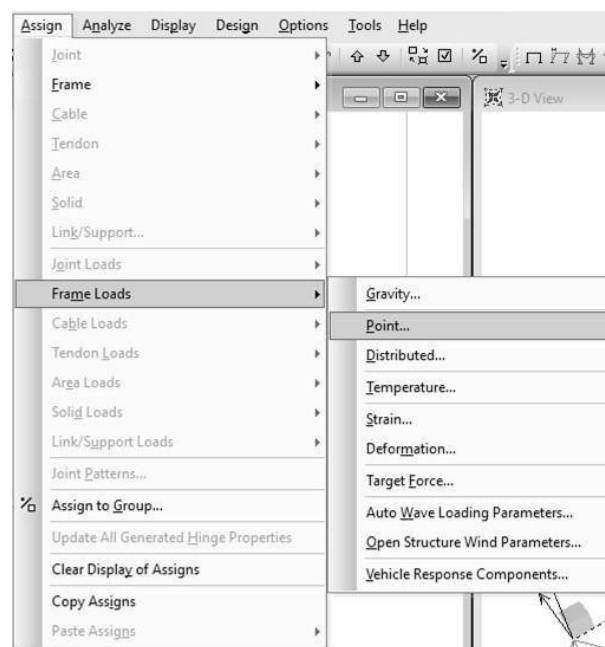 Assign Analyze Display Design Options Tools Help
Joint
Frame
Cable
Tendon
Area
Solid
Link/Support...
Joint Loads
Frame Loads
Cable Loads
Tendon Loads
Area Loads
Solid Loads
Link/Support Loads
Joint Patterns...
Assign to Group...
Update All Generated Hinge Properties
Clear Display of Assigns
Copy Assigns
Paste Assigns
3-D View
Gravity...
Point...
Distributed...
Temperature...
Strain...
Deformation...
Target Force...
Auto Wave Loading Parameters...
Open Structure Wind Parameters...
Vehicle Response Components...